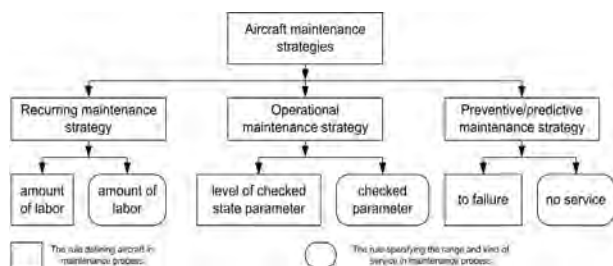 Aircraft maintenance
strategies
Recurring maintenance
strategy
Operational
maintenance strategy
Preventive/predictive
maintenance strategy
amount
of labor
amount of
labor
level of checked
state parameter
checked
parameter
to failure
no service
The rule defining aircraft in
maintenance process.
The rule specifying the range and kind of
service in maintenance process.